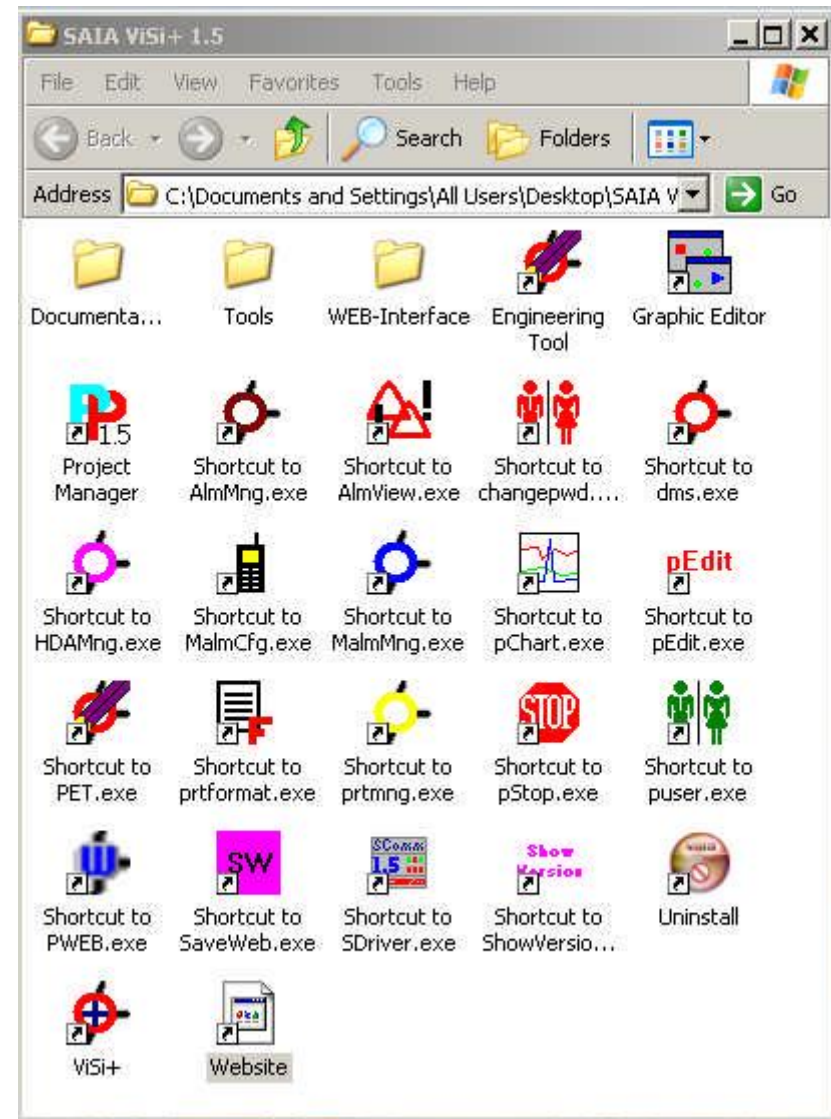 SAIA ViSi+ 1.5
File Edit View Favorites Tools Help
Back Search Folders
Address C:\Documents and Settings\All Users\Desktop\SAIA V Go
Documenta... Tools WEB-Interface Engineering Tool Graphic Editor
1.5
Project Manager Shortcut to AlmMng.exe Shortcut to AlmView.exe Shortcut to changepwd.... Shortcut to dms.exe
pEdit
Shortcut to HDAMng.exe Shortcut to MalmCfg.exe Shortcut to MalmMng.exe Shortcut to pChart.exe Shortcut to pEdit.exe
F STOP
Shortcut to PET.exe Shortcut to prtformat.exe Shortcut to prtmng.exe Shortcut to pStop.exe Shortcut to puser.exe
W SW SComm 1.5 Show Version
Shortcut to PWEB.exe Shortcut to SaveWeb.exe Shortcut to SDriver.exe Shortcut to ShowVersio... Uninstall
ViSi+ Website